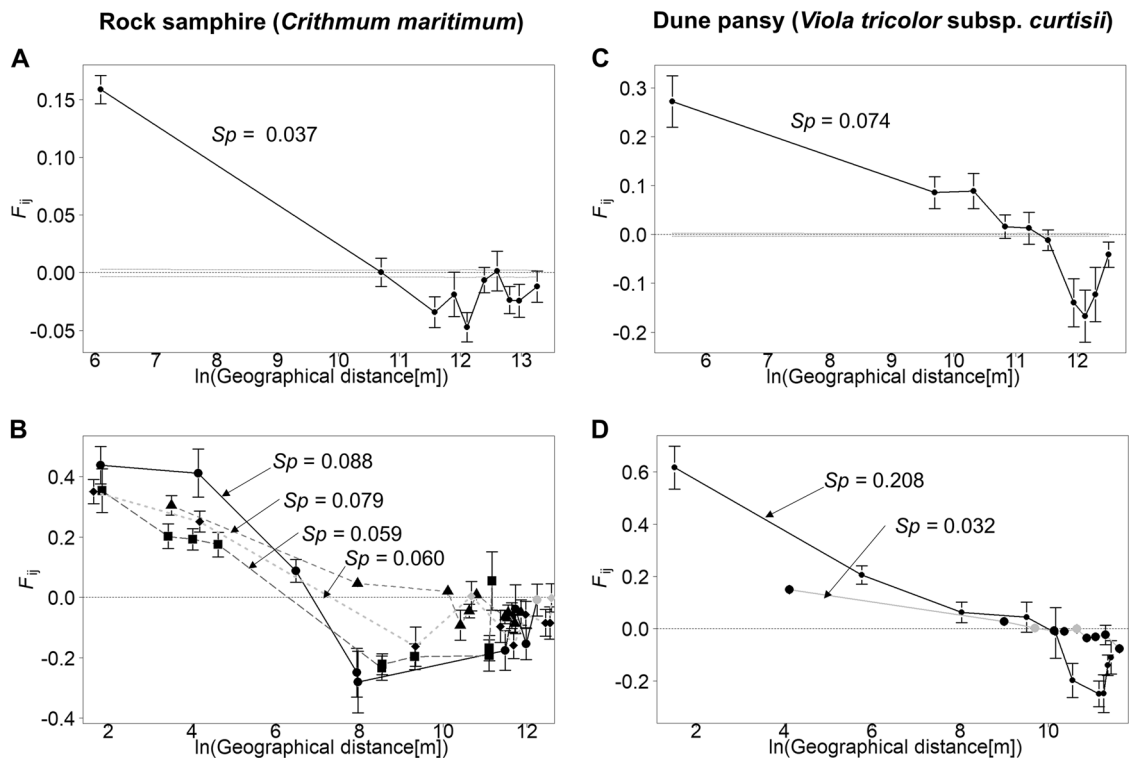 Rock samphire (Crithmum maritimum)
Dune pansy (Viola tricolor subsp. curtisii)
A
0.15
0.10
0.05
0.00
-0.05
Fij
Sp = 0.037
6 7 8 9 10 11 12 13
ln(Geographical distance[m])
C
0.3
0.2
0.1
0.0
-0.1
-0.2
Fij
Sp = 0.074
6 7 8 9 10 11 12
ln(Geographical distance[m])
B
0.4
0.2
0.0
-0.2
-0.4
Fij
Sp = 0.088
Sp = 0.079
Sp = 0.059
Sp = 0.060
2 4 6 8 10 12
ln(Geographical distance[m])
D
0.6
0.4
0.2
0.0
-0.2
Fij
Sp = 0.208
Sp = 0.032
2 4 6 8 10
ln(Geographical distance[m])